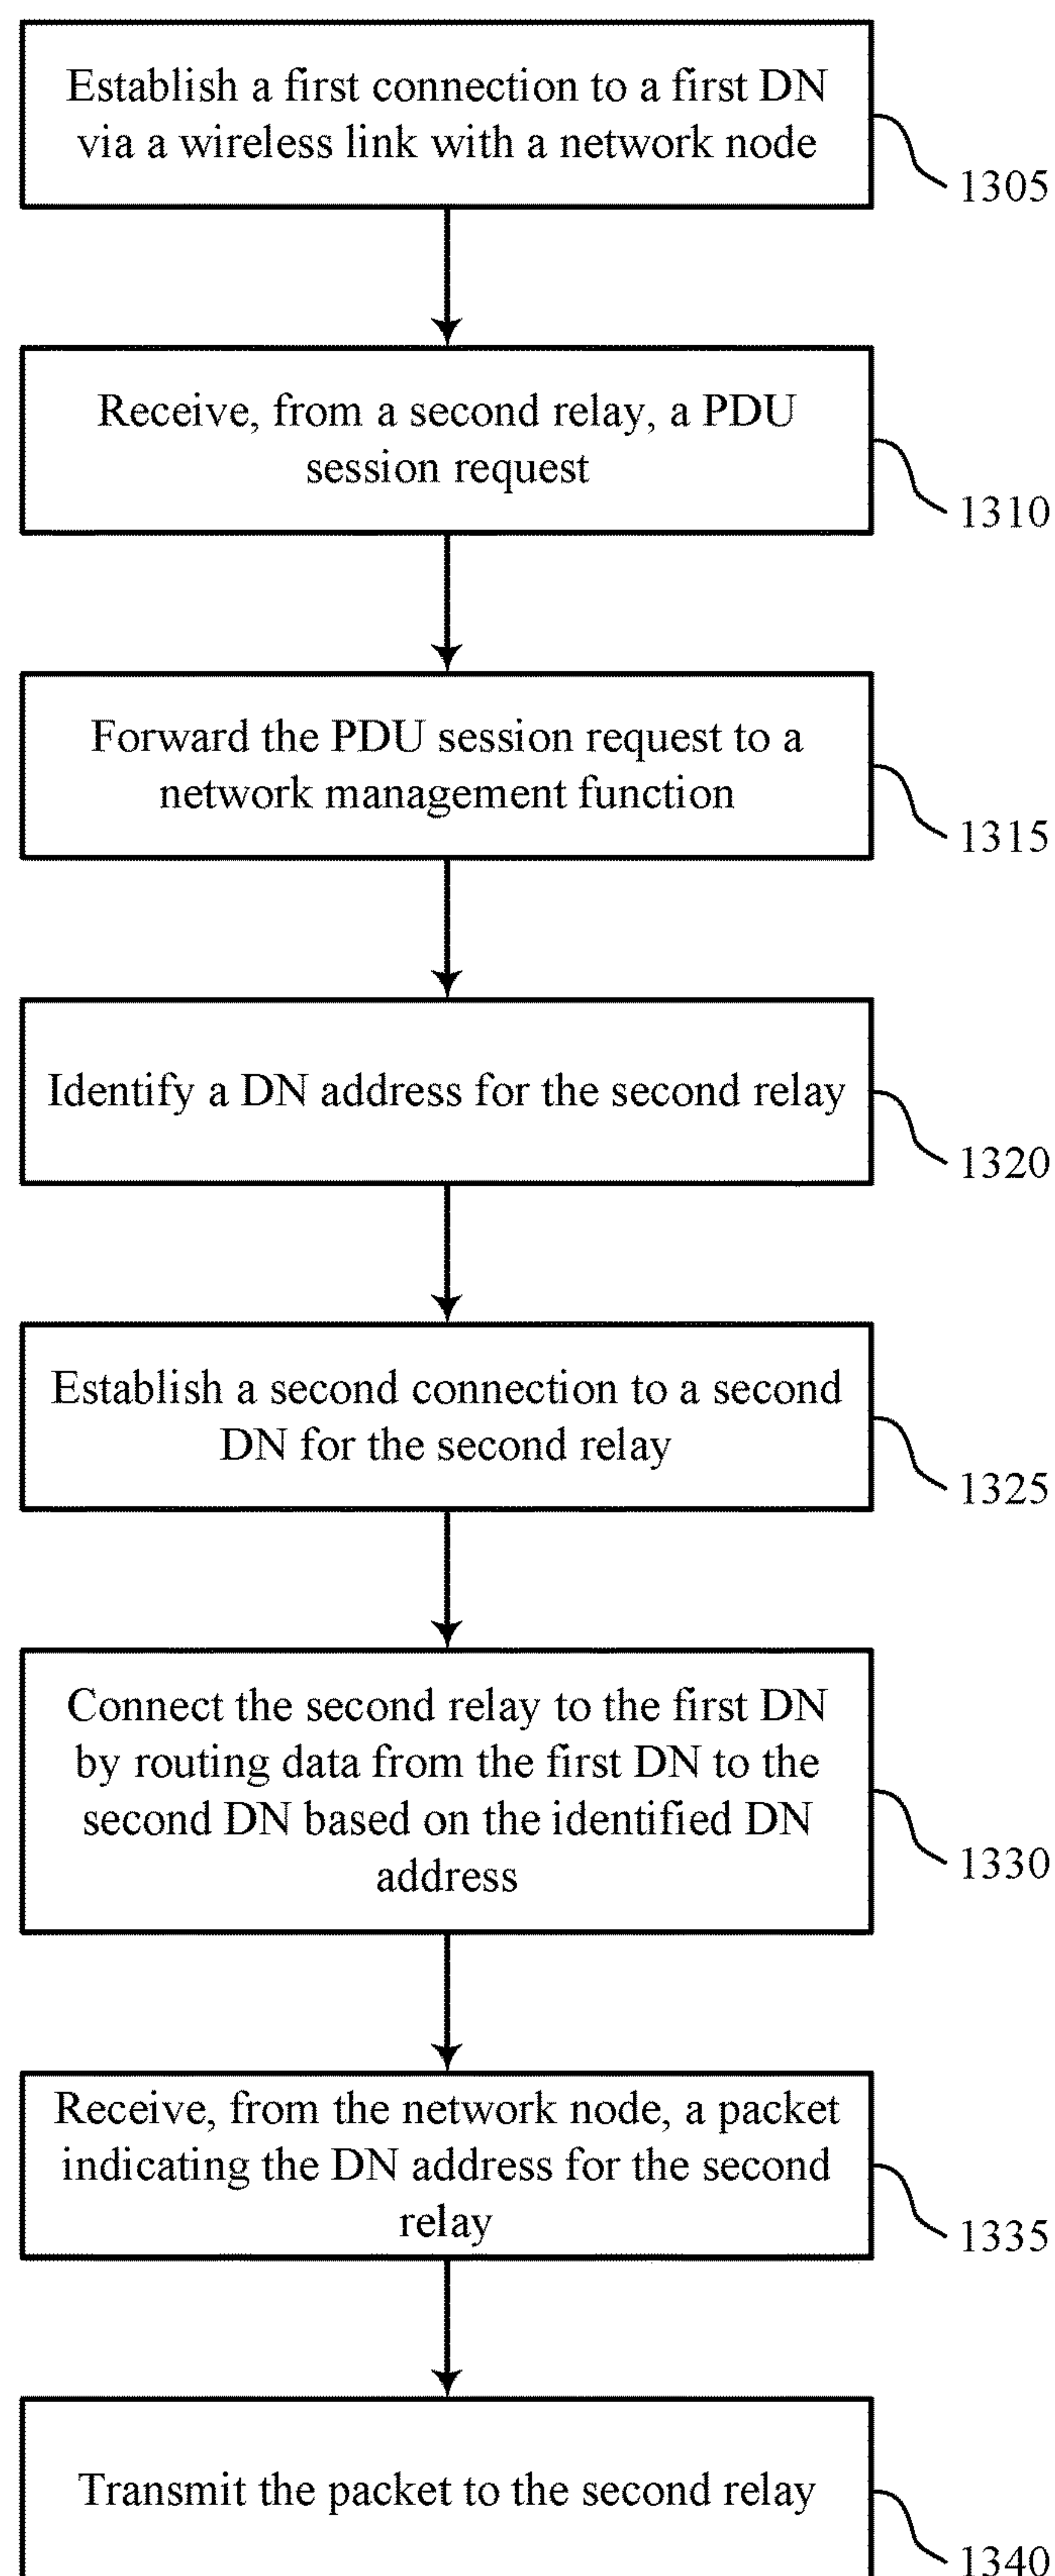 Establish a first connection to a first DN
via a wireless link with a network node
1305
Receive, from a second relay, a PDU
session request
1310
Forward the PDU session request to a
network management function
1315
Identify a DN address for the second relay
1320
Establish a second connection to a second
DN for the second relay
1325
Connect the second relay to the first DN
by routing data from the first DN to the
second DN based on the identified DN
address
1330
Receive, from the network node, a packet
indicating the DN address for the second
relay
1335
Transmit the packet to the second relay
1340